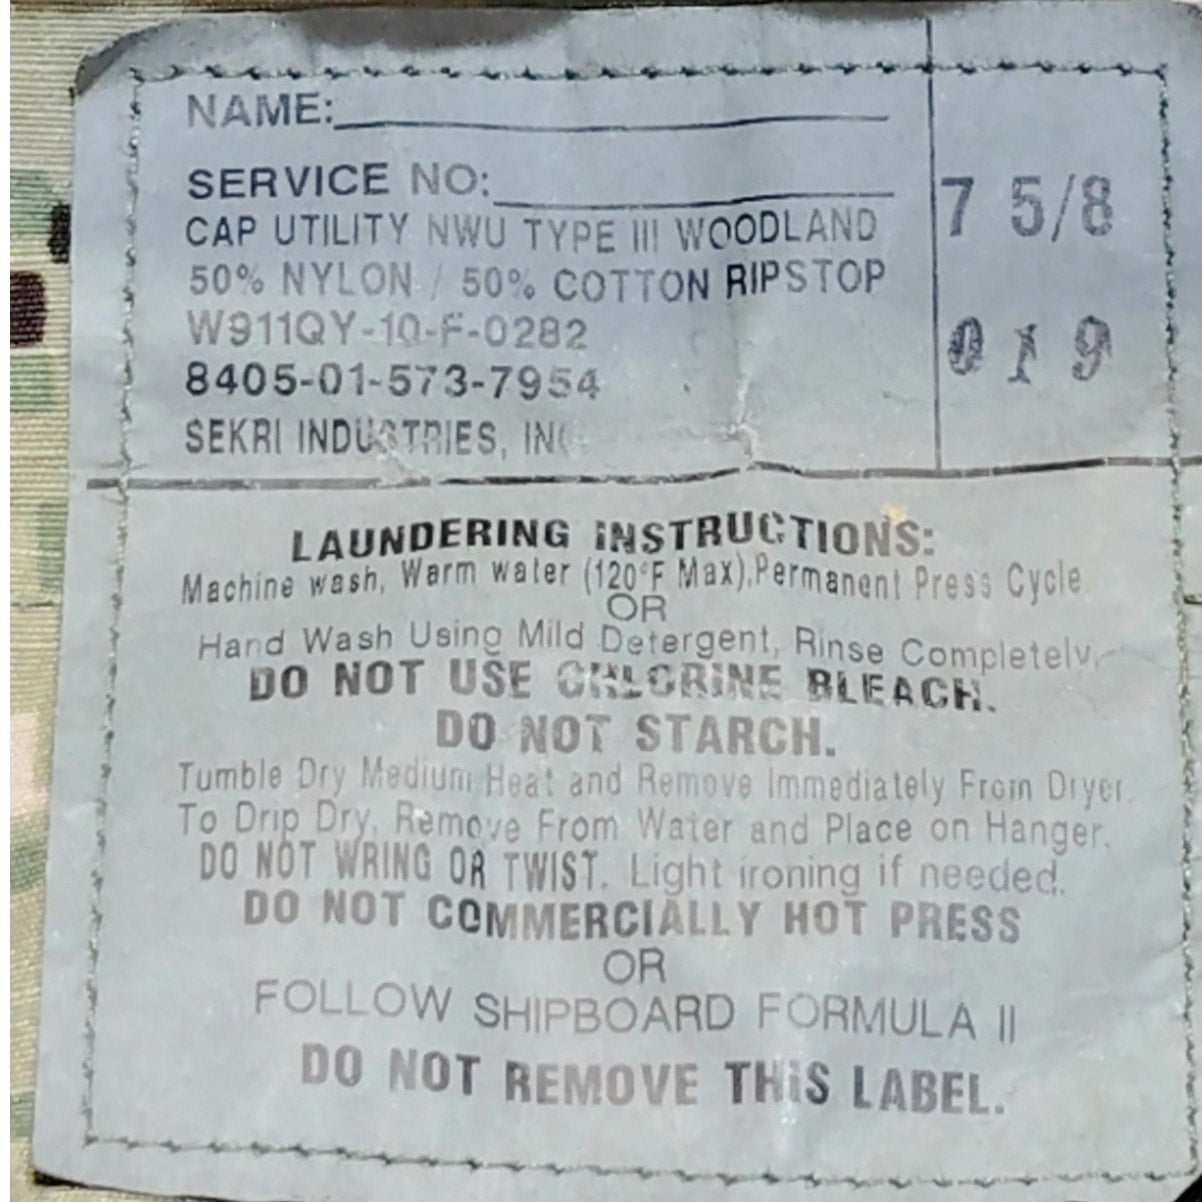 NAME:
SERVICE NO:
CAP UTILITY NWU TYPE III WOODLAND
50% NYLON / 50% COTTON RIPSTOP
W911QY-10-F-0282
8405-01-573-7954
SEKRI INDUSTRIES, INC
7 5/8
019
LAUNDERING INSTRUCTIONS:
Machine wash, Warm water (120°F Max),Permanent Press Cycle
OR
Hand Wash Using Mild Detergent, Rinse Completely.
DO NOT USE CHLORINE BLEACH.
DO NOT STARCH.
Tumble Dry Medium Heat and Remove Immediately From Dryer.
To Drip Dry, Remove From Water and Place on Hanger.
DO NOT WRING OR TWIST. Light ironing if needed.
DO NOT COMMERCIALLY HOT PRESS
OR
FOLLOW SHIPBOARD FORMULA II
DO NOT REMOVE THIS LABEL.